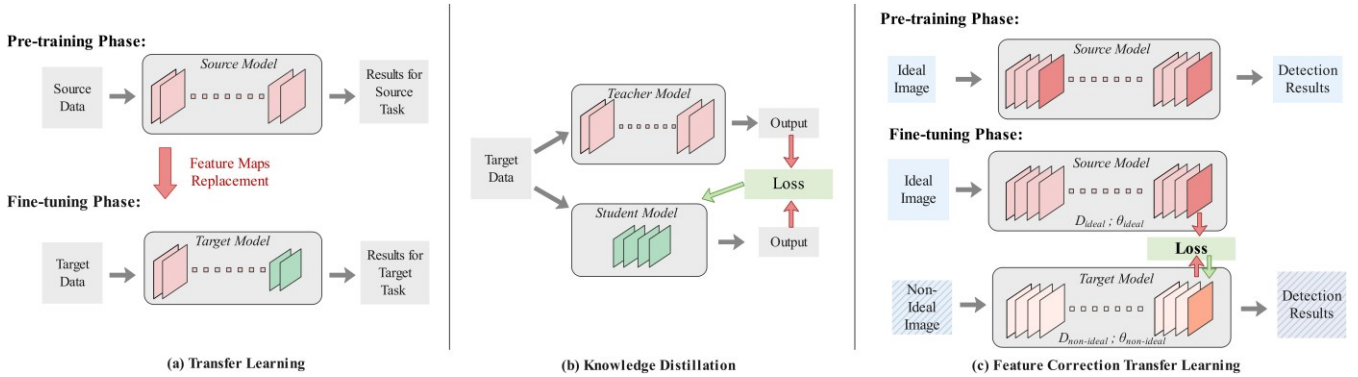 Pre-training Phase:
Source
Data
Source Model
Results for
Source
Task
Feature Maps
Replacement
Fine-tuning Phase:
Target
Data
Target Model
Results for
Target
Task
(a) Transfer Learning
Target
Data
Teacher Model
Output
Loss
Student Model
Output
(b) Knowledge Distillation
Pre-training Phase:
Ideal
Image
Source Model
Detection
Results
Fine-tuning Phase:
Ideal
Image
Source Model
D_ideal ; θ_ideal
Loss
Non-
Ideal
Image
Target Model
D_non-ideal ; θ_non-ideal
Detection
Results
(c) Feature Correction Transfer Learning